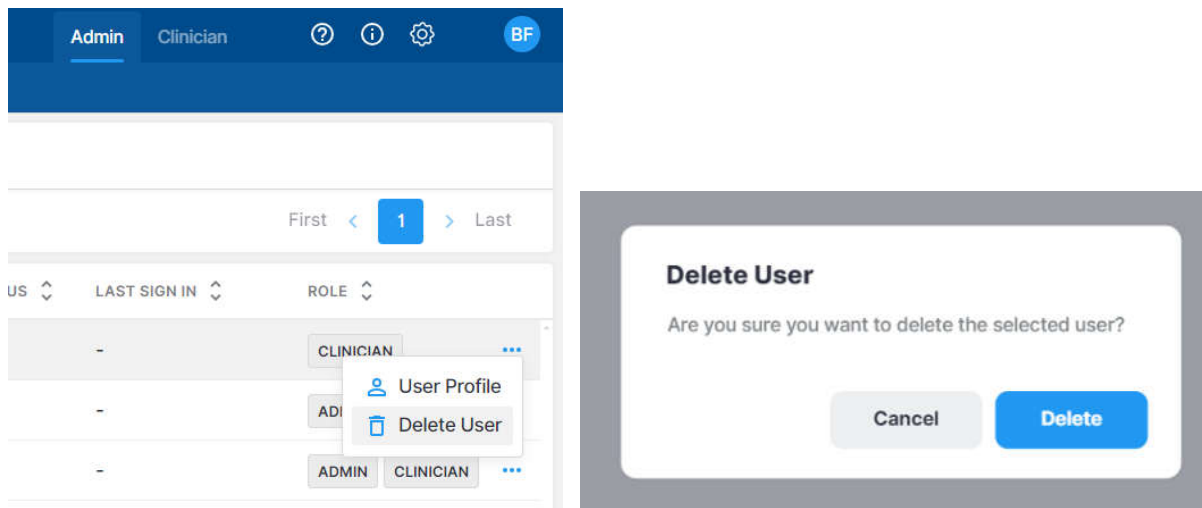 Admin Clinician BF
First < 1 > Last
US LAST SIGN IN ROLE
- CLINICIAN ...
User Profile
- AD
Delete User
- ADMIN CLINICIAN ...
Delete User
Are you sure you want to delete the selected user?
Cancel Delete